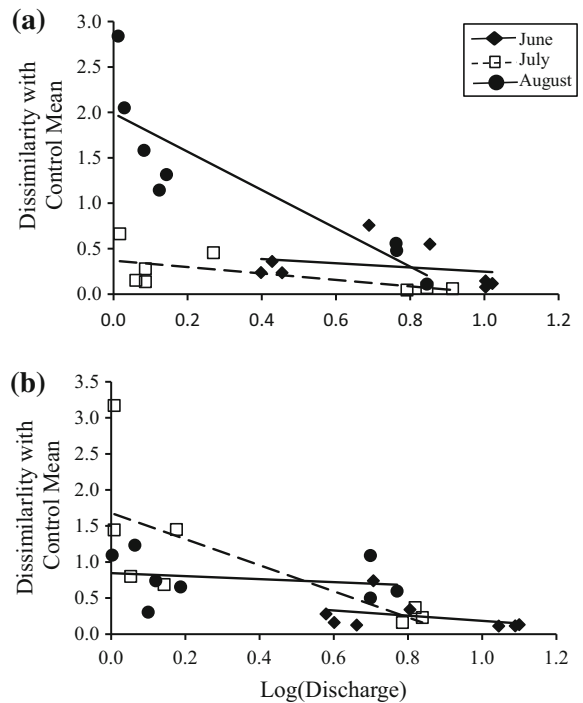 (a)
3.0
2.5
2.0
1.5
1.0
0.5
0.0
Dissimilarity with
Control Mean
June
July
August
0.0 0.2 0.4 0.6 0.8 1.0 1.2
(b)
3.5
3.0
2.5
2.0
1.5
1.0
0.5
0.0
Dissimilarlity with
Control Mean
0.0 0.2 0.4 0.6 0.8 1.0 1.2
Log(Discharge)